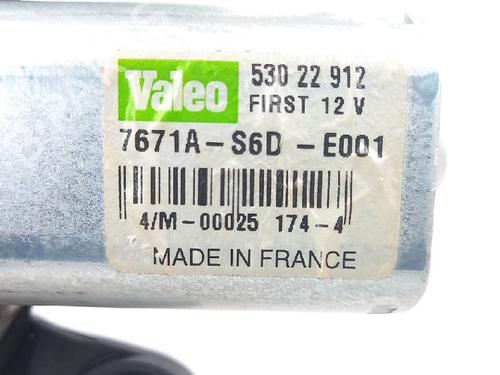 Valeo
530 22 912
FIRST 12 V
7671A-S6D-E001
4/M-00025 174-4
MADE IN FRANCE